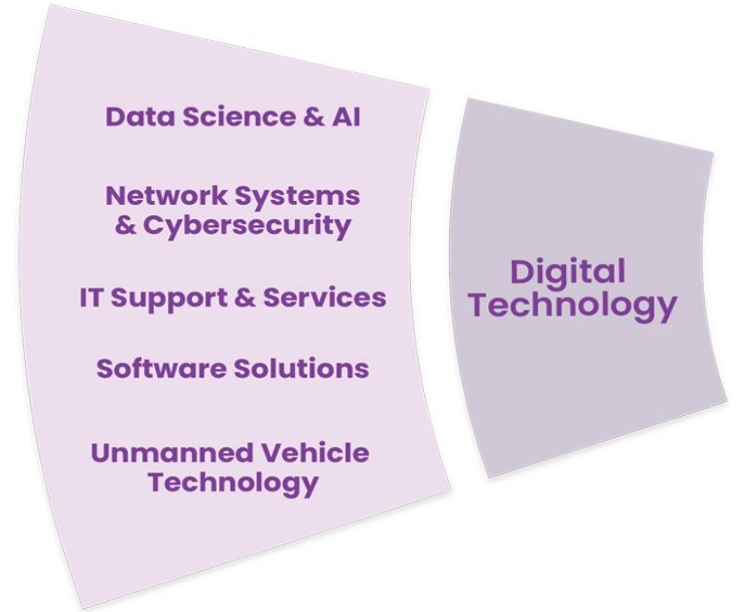 Data Science & AI
Network Systems
& Cybersecurity
IT Support & Services
Software Solutions
Unmanned Vehicle
Technology
Digital
Technology